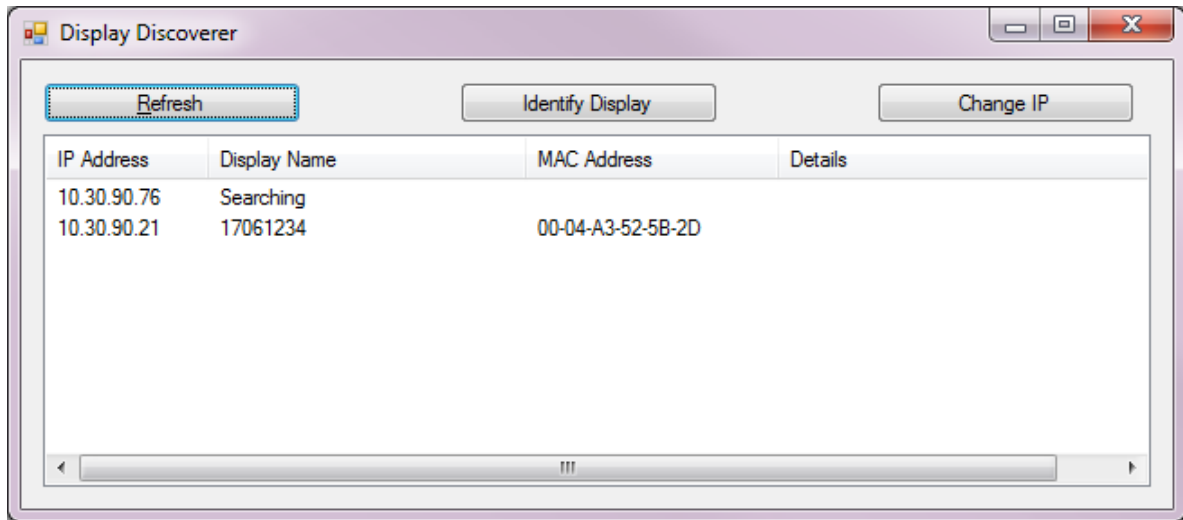 Display Discoverer
Refresh Identify Display Change IP
IP Address Display Name MAC Address Details
10.30.90.76 Searching
10.30.90.21 17061234 00-04-A3-52-5B-2D